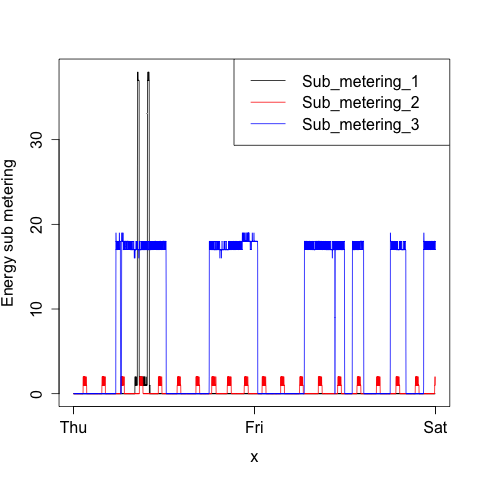 Sub_metering_1
Sub_metering_2
Sub_metering_3
Energy sub metering
30
20
10
0
Thu Fri Sat
x